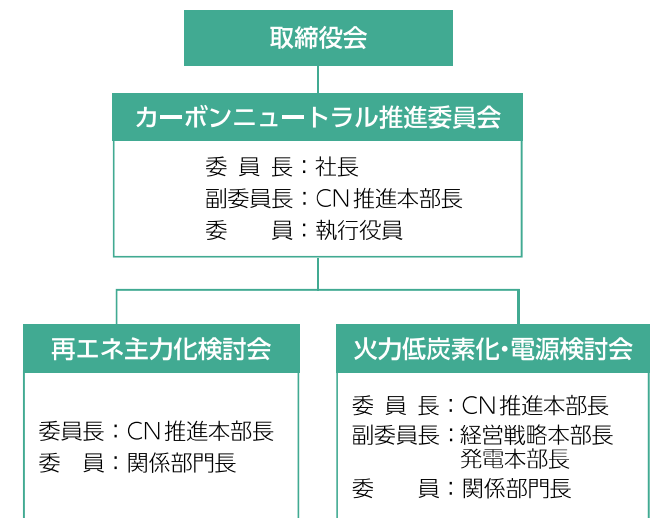 取締役会
カーボンニュートラル推進委員会
委員長：社長
副委員長：CN推進本部長
委員：執行役員
再エネ主力化検討会
委員長：CN推進本部長
委員：関係部門長
火力低炭素化・電源検討会
委員長：CN推進本部長
副委員長：経営戦略本部長
発電本部長
委員：関係部門長